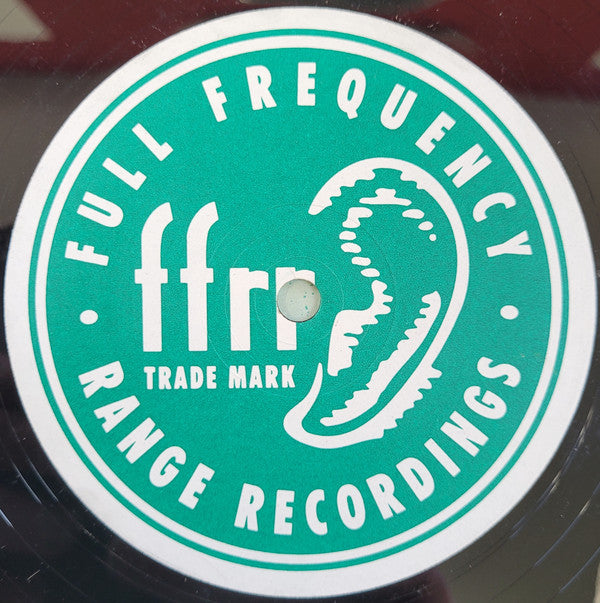 FULL FREQUENCY
ffrr
TRADE MARK
RANGE RECORDINGS